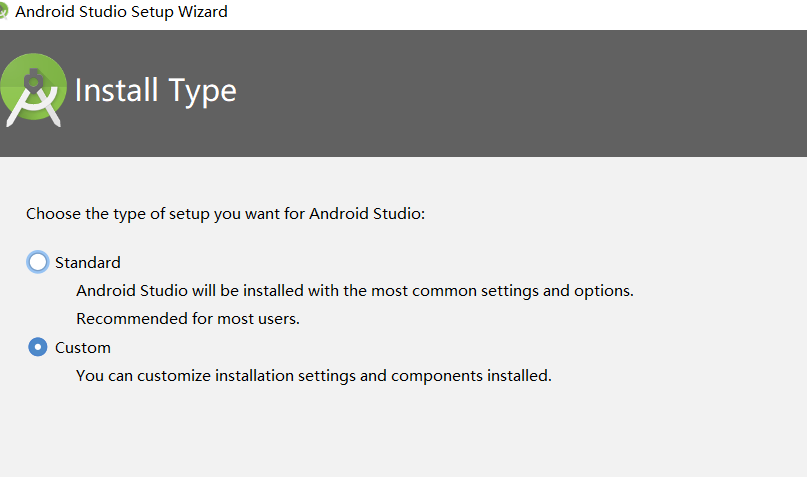 Android Studio Setup Wizard
Install Type
Choose the type of setup you want for Android Studio:
Standard
Android Studio will be installed with the most common settings and options.
Recommended for most users.
Custom
You can customize installation settings and components installed.